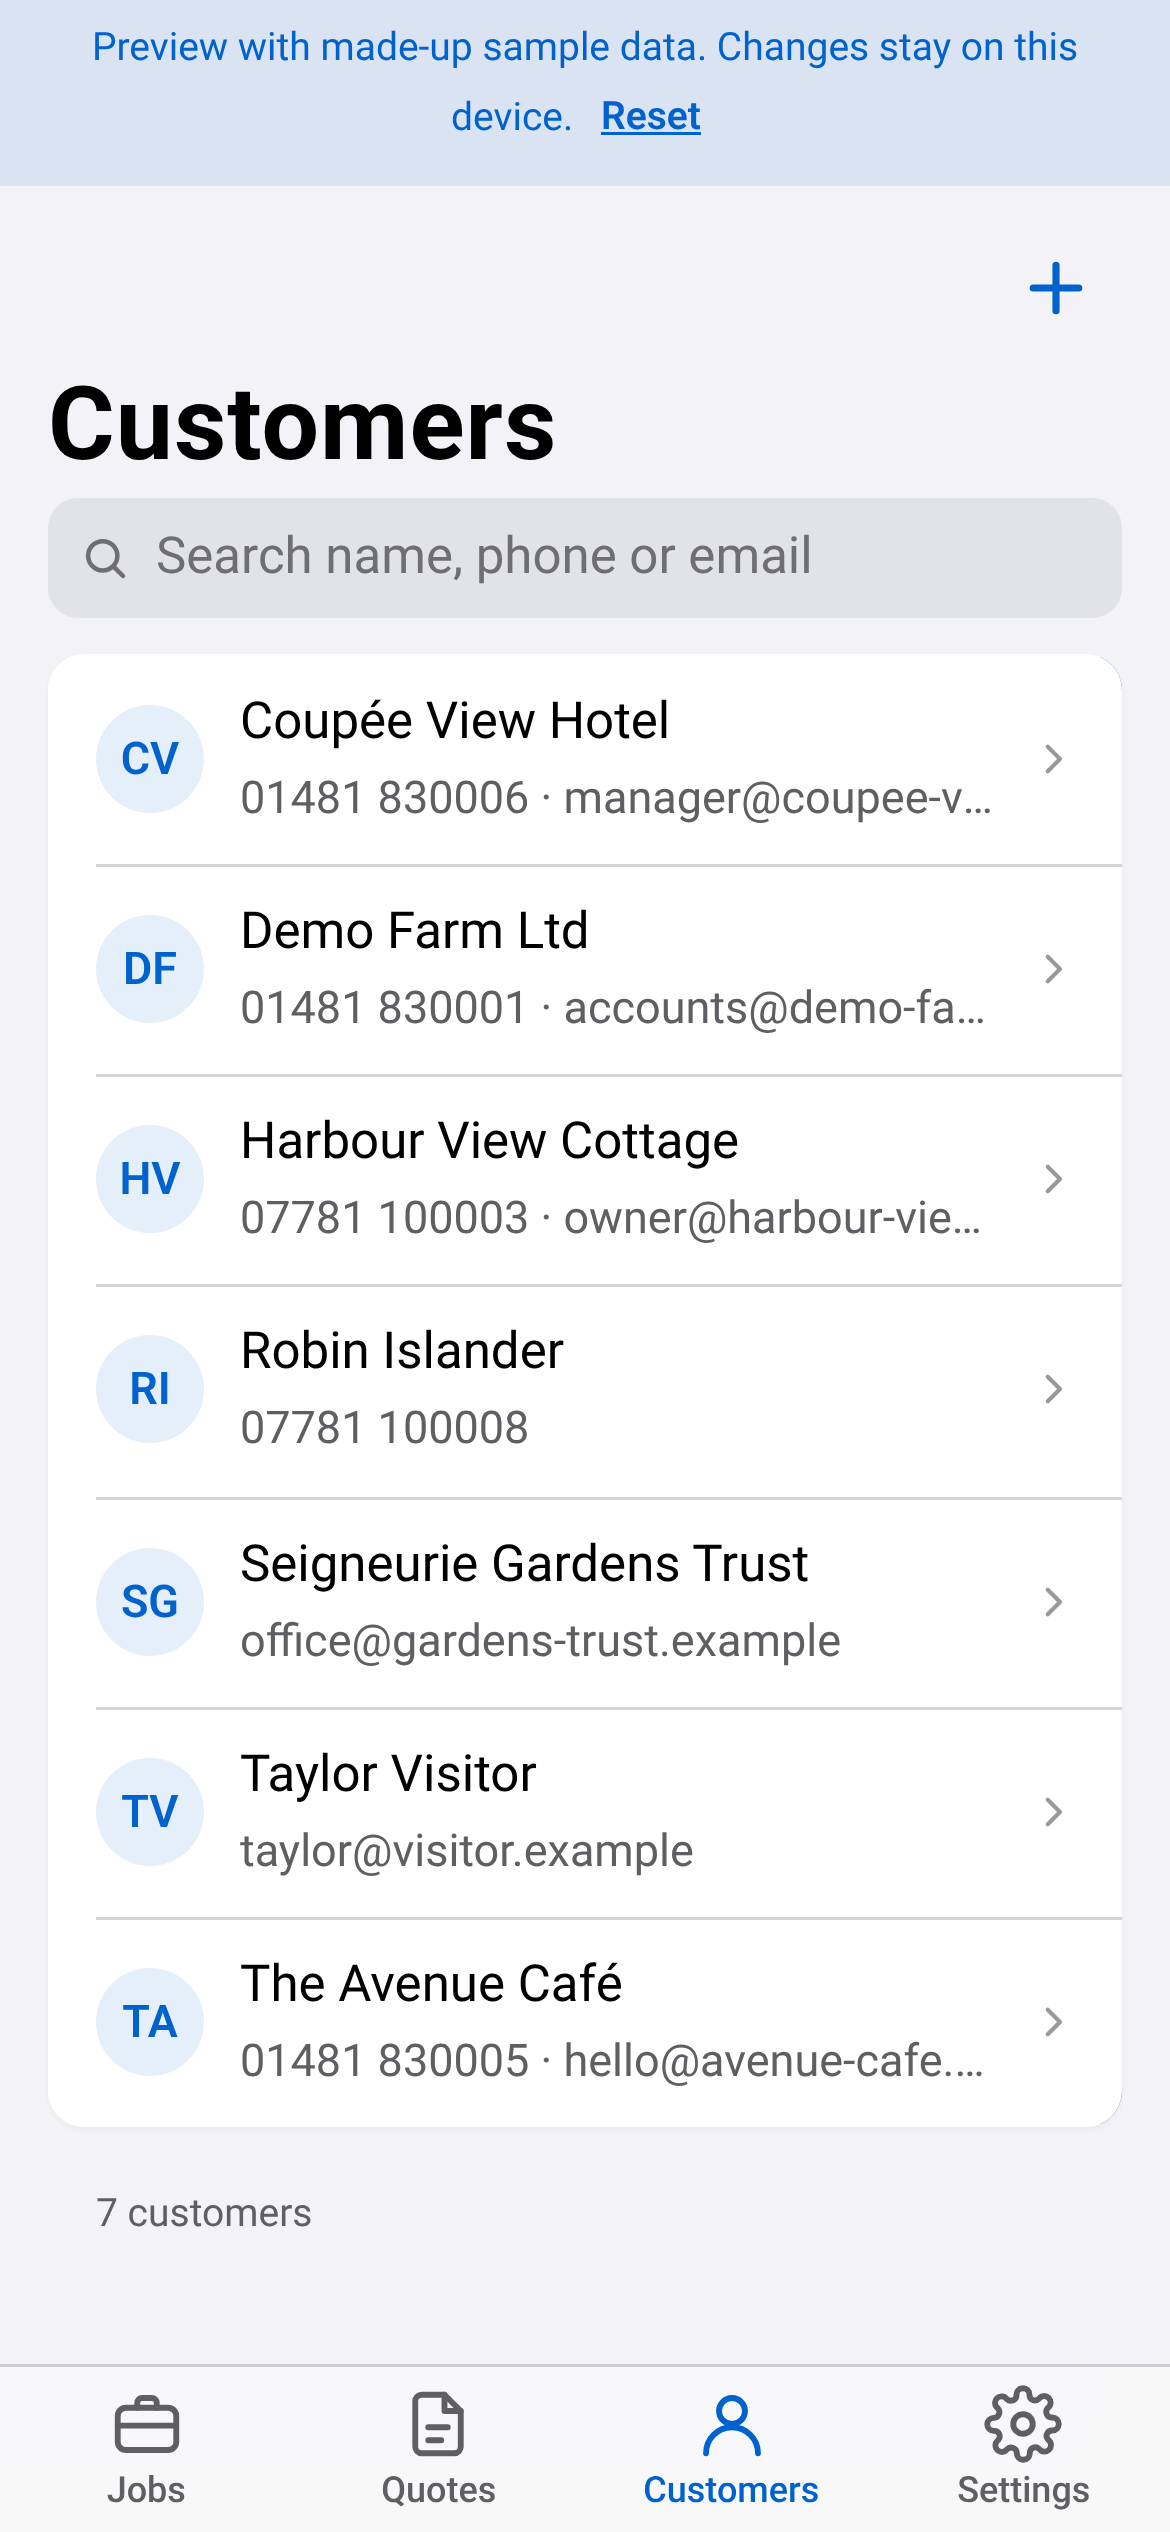 Preview with made-up sample data. Changes stay on this
device. Reset
Customers
Search name, phone or email
CV
Coupée View Hotel
01481 830006 · manager@coupee-v...
DF
Demo Farm Ltd
01481 830001 · accounts@demo-fa...
HV
Harbour View Cottage
07781 100003 · owner@harbour-vie...
RI
Robin Islander
07781 100008
SG
Seigneurie Gardens Trust
office@gardens-trust.example
TV
Taylor Visitor
taylor@visitor.example
TA
The Avenue Café
01481 830005 · hello@avenue-cafe....
7 customers
Jobs
Quotes
Customers
Settings